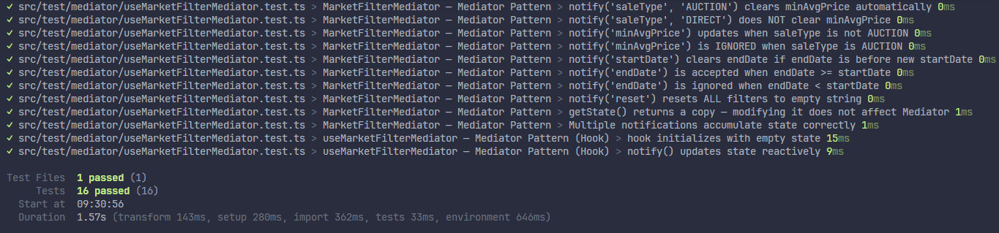 ✓ src/test/mediator/useMarketFilterMediator.test.ts > MarketFilterMediator — Mediator Pattern > notify('saleType', 'AUCTION') clears minAvgPrice automatically 0ms
✓ src/test/mediator/useMarketFilterMediator.test.ts > MarketFilterMediator — Mediator Pattern > notify('saleType', 'DIRECT') does NOT clear minAvgPrice 0ms
✓ src/test/mediator/useMarketFilterMediator.test.ts > MarketFilterMediator — Mediator Pattern > notify('minAvgPrice') updates when saleType is not AUCTION 0ms
✓ src/test/mediator/useMarketFilterMediator.test.ts > MarketFilterMediator — Mediator Pattern > notify('minAvgPrice') is IGNORED when saleType is AUCTION 0ms
✓ src/test/mediator/useMarketFilterMediator.test.ts > MarketFilterMediator — Mediator Pattern > notify('startDate') clears endDate if endDate is before new startDate 0ms
✓ src/test/mediator/useMarketFilterMediator.test.ts > MarketFilterMediator — Mediator Pattern > notify('endDate') is accepted when endDate >= startDate 0ms
✓ src/test/mediator/useMarketFilterMediator.test.ts > MarketFilterMediator — Mediator Pattern > notify('endDate') is ignored when endDate < startDate 0ms
✓ src/test/mediator/useMarketFilterMediator.test.ts > MarketFilterMediator — Mediator Pattern > notify('reset') resets ALL filters to empty string 0ms
✓ src/test/mediator/useMarketFilterMediator.test.ts > MarketFilterMediator — Mediator Pattern > getState() returns a copy — modifying it does not affect Mediator 1ms
✓ src/test/mediator/useMarketFilterMediator.test.ts > MarketFilterMediator — Mediator Pattern > Multiple notifications accumulate state correctly 1ms
✓ src/test/mediator/useMarketFilterMediator.test.ts > useMarketFilterMediator — Mediator Pattern (Hook) > hook initializes with empty state 15ms
✓ src/test/mediator/useMarketFilterMediator.test.ts > useMarketFilterMediator — Mediator Pattern (Hook) > notify() updates state reactively 9ms
Test Files 1 passed (1)
Tests 16 passed (16)
Start at 09:30:56
Duration 1.57s (transform 143ms, setup 280ms, import 362ms, tests 33ms, environment 646ms)